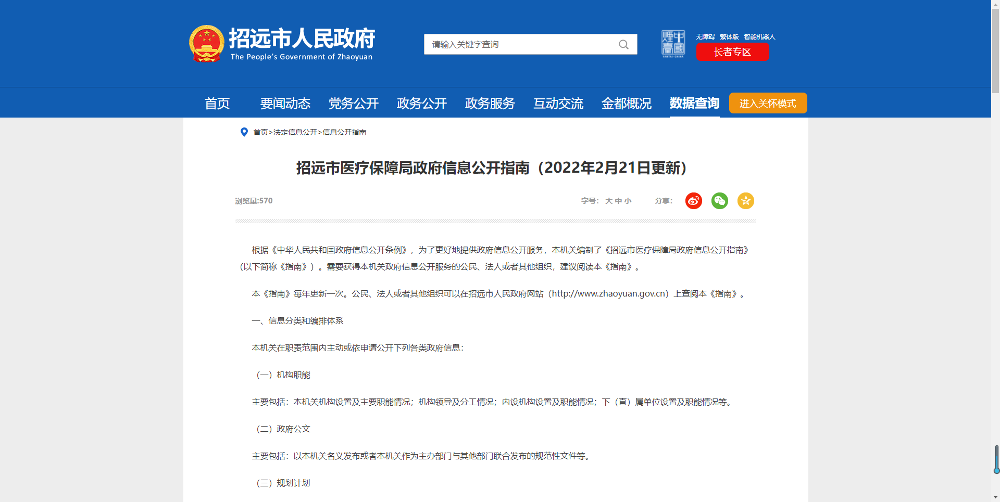 招远市人民政府
The People's Government of Zhaoyuan
请输入关键字查询
中国
烟台
YANTAI·CHINA
无障碍 繁体版 智能机器人
长者专区
首页 要闻动态 党务公开 政务公开 政务服务 互动交流 金都概况 数据查询 进入关怀模式
首页>法定信息公开>信息公开指南
招远市医疗保障局政府信息公开指南（2022年2月21日更新）
浏览量:570 字号： 大 中 小 分享：
根据《中华人民共和国政府信息公开条例》，为了更好地提供政府信息公开服务，本机关编制了《招远市医疗保障局政府信息公开指南》
（以下简称《指南》）。需要获得本机关政府信息公开服务的公民、法人或者其他组织，建议阅读本《指南》。
本《指南》每年更新一次。公民、法人或者其他组织可以在招远市人民政府网站（http://www.zhaoyuan.gov.cn）上查阅本《指南》。
一、信息分类和编排体系
本机关在职责范围内主动或依申请公开下列各类政府信息：
（一）机构职能
主要包括：本机关机构设置及主要职能情况；机构领导及分工情况；内设机构设置及职能情况；下（直）属单位设置及职能情况等。
（二）政府公文
主要包括：以本机关名义发布或者本机关作为主办部门与其他部门联合发布的规范性文件等。
（三）规划计划